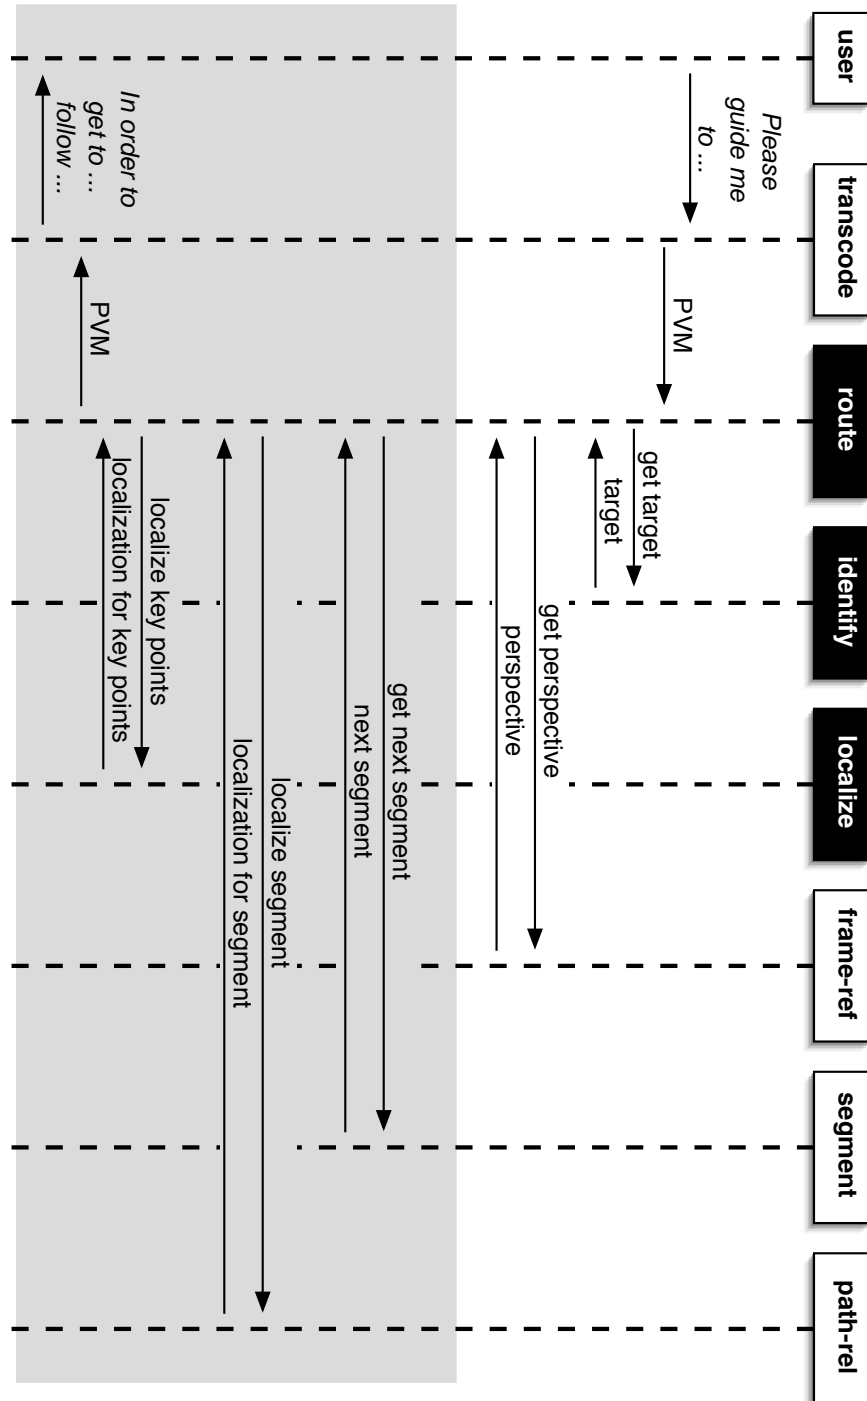 user
transcode
route
identify
localize
frame-ref
segment
path-rel
Please
guide me
to ...
PVM
get target
target
get perspective
perspective
get next segment
next segment
localize segment
localization for segment
localize key points
localization for key points
PVM
In order to
get to ...
follow ...